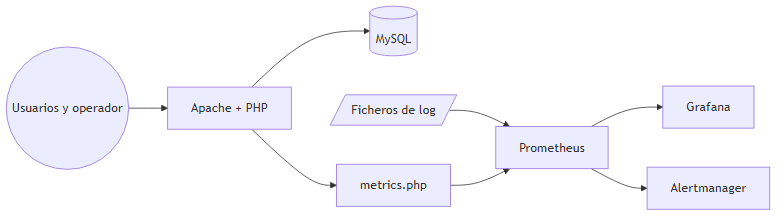 Usuarios y operador
Apache + PHP
MySQL
Ficheros de log
metrics.php
Prometheus
Grafana
Alertmanager